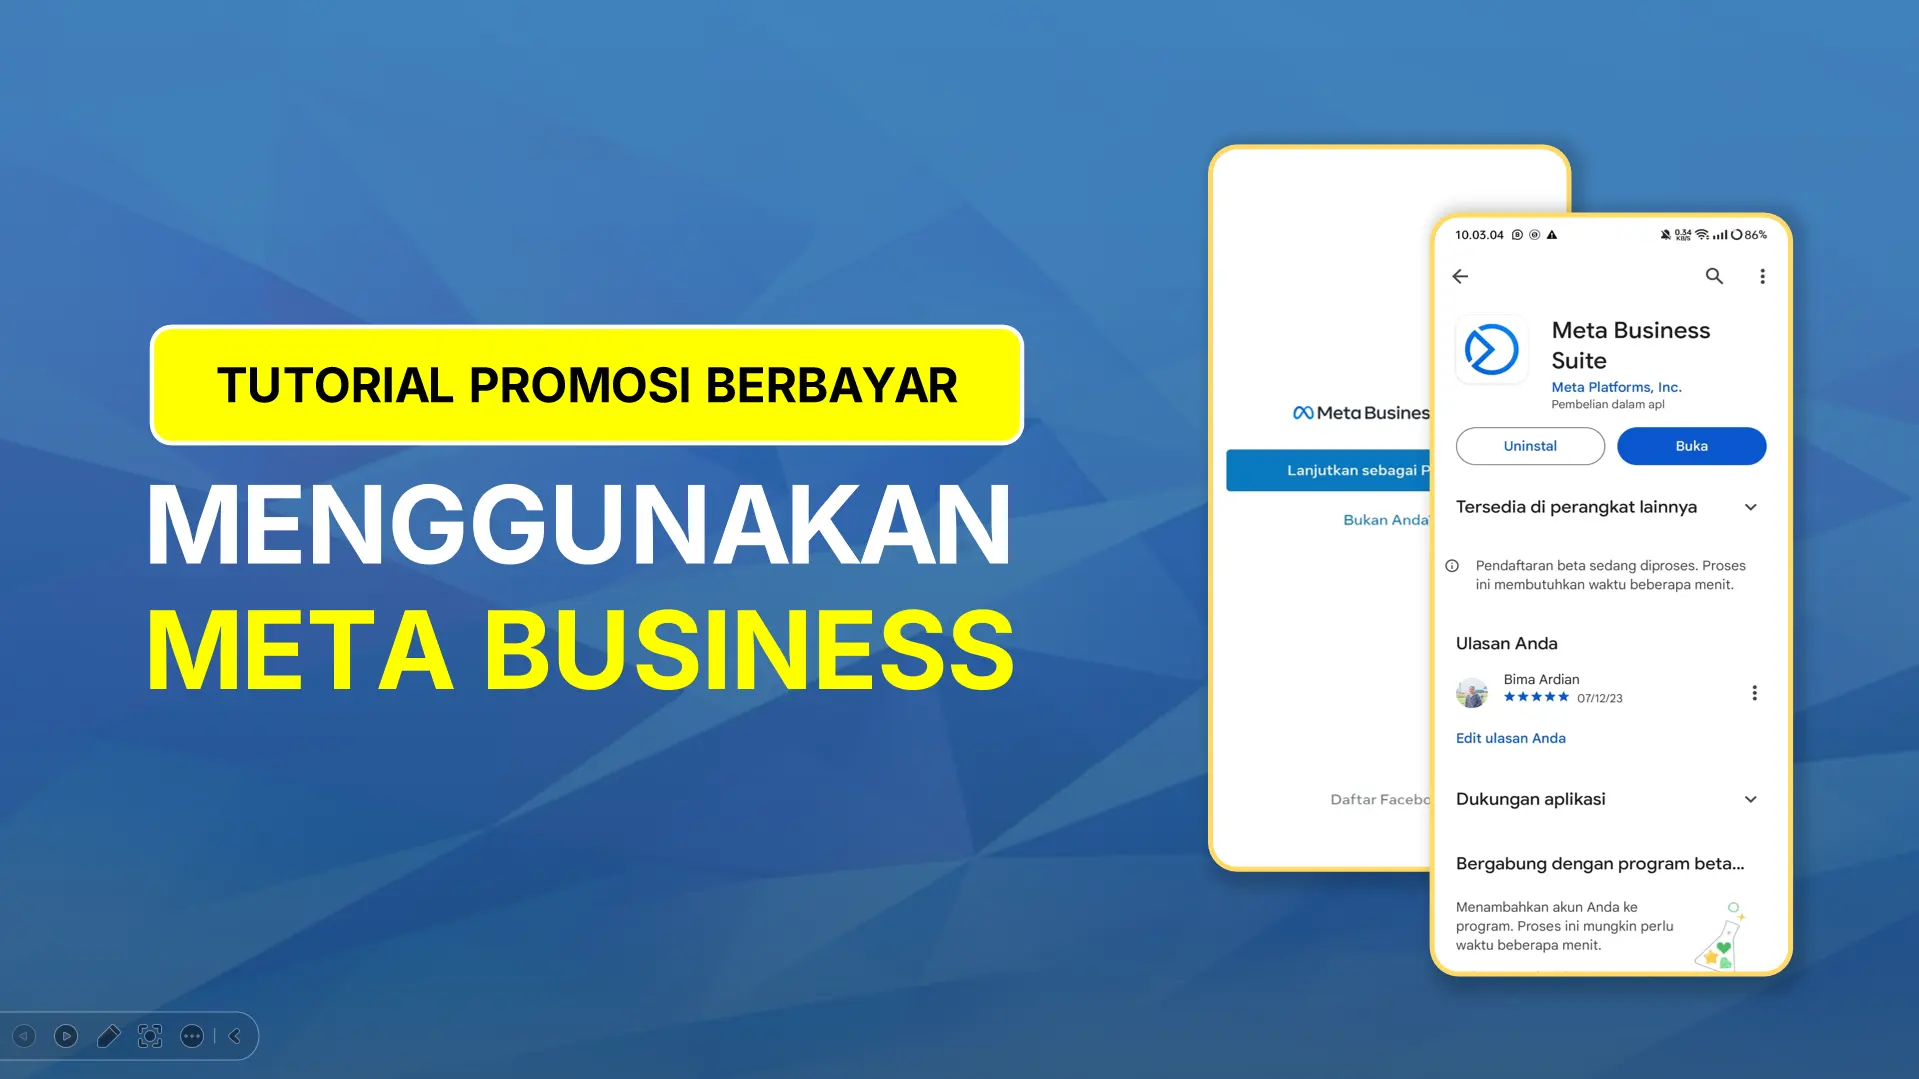 TUTORIAL PROMOSI BERBAYAR
MENGGUNAKAN
META BUSINESS
Meta Busines
Lanjutkan sebagai P
Bukan Anda?
Daftar Facebo
10.03.04
0.34
KB/S
86%
Meta Business
Suite
Meta Platforms, Inc.
Pembelian dalam apl
Uninstal
Buka
Tersedia di perangkat lainnya
Pendaftaran beta sedang diproses. Proses
ini membutuhkan waktu beberapa menit.
Ulasan Anda
Bima Ardian
07/12/23
Edit ulasan Anda
Dukungan aplikasi
Bergabung dengan program beta...
Menambahkan akun Anda ke
program. Proses ini mungkin perlu
waktu beberapa menit.